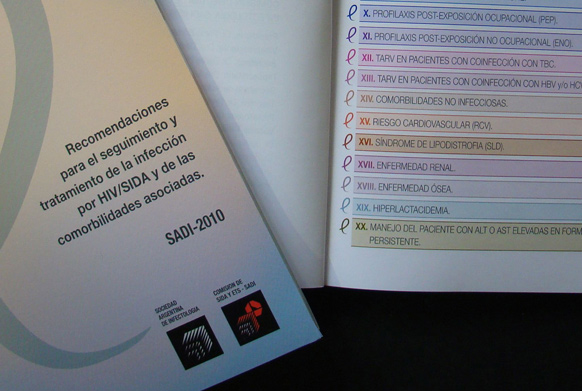 Recomendaciones
para el seguimiento y
tratamiento de la infección
por HIV/SIDA y de las
comorbilidades asociadas.
SADI-2010
SOCIEDAD
ARGENTINA
DE INFECTOLOGIA
COMISION DE
SIDA Y ETS - SADI
X. PROFILAXIS POST-EXPOSICIÓN OCUPACIONAL (PEP).
XI. PROFILAXIS POST-EXPOSICIÓN NO OCUPACIONAL (ENO).
XII. TARV EN PACIENTES CON COINFECCIÓN CON TBC.
XIII. TARV EN PACIENTES CON COINFECCIÓN CON HBV y/o HC
XIV. COMORBILIDADES NO INFECCIOSAS.
XV. RIESGO CARDIOVASCULAR (RCV).
XVI. SÍNDROME DE LIPODISTROFIA (SLD).
XVII. ENFERMEDAD RENAL.
XVIII. ENFERMEDAD ÓSEA.
XIX. HIPERLACTACIDEMIA.
XX. MANEJO DEL PACIENTE CON ALT O AST ELEVADAS EN FORM
PERSISTENTE.